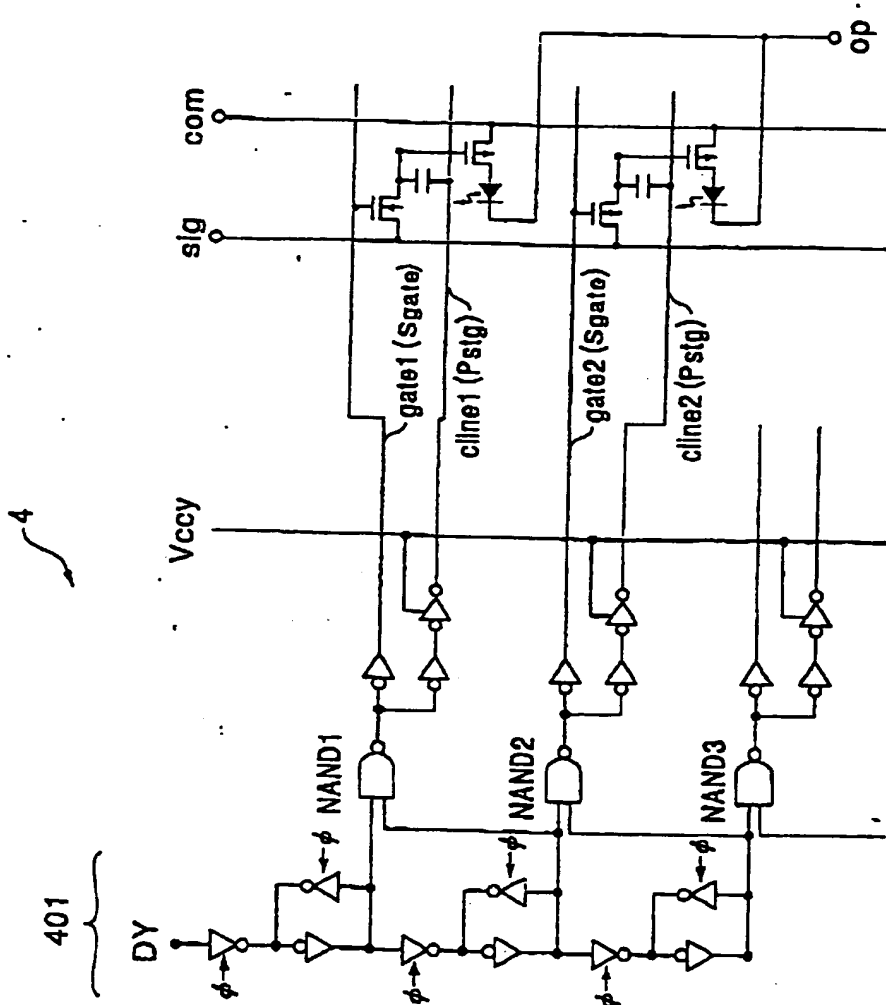 4
401
DY
φ
φ
φ
φ
φ
φ
NAND1
NAND2
NAND3
Vccy
gate1 (Sgate)
cline1 (Pstg)
gate2 (Sgate)
cline2 (Pstg)
sig
com
op